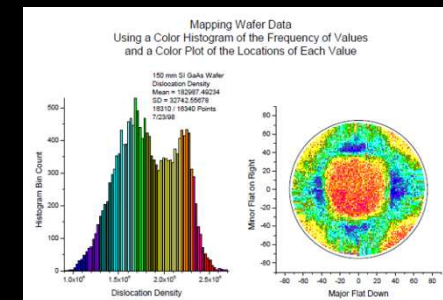 Mapping Wafer Data
Using a Color Histogram of the Frequency of Values
and a Color Plot of the Locations of Each Value
150 mm SI GaAs Wafer
Dislocation Density
Mean = 182987.49234
SD = 32742.55678
16310 / 16340 Points
7/23/98
500
400
300
200
100
0
Histogram Bin Count
1.0x10⁵ 1.5x10⁵ 2.0x10⁵ 2.5x10⁵
Dislocation Density
80
60
40
20
0
-20
-40
-60
-80
Minor Flat on Right
-80 -60 -40 -20 0 20 40 60 80
Major Flat Down